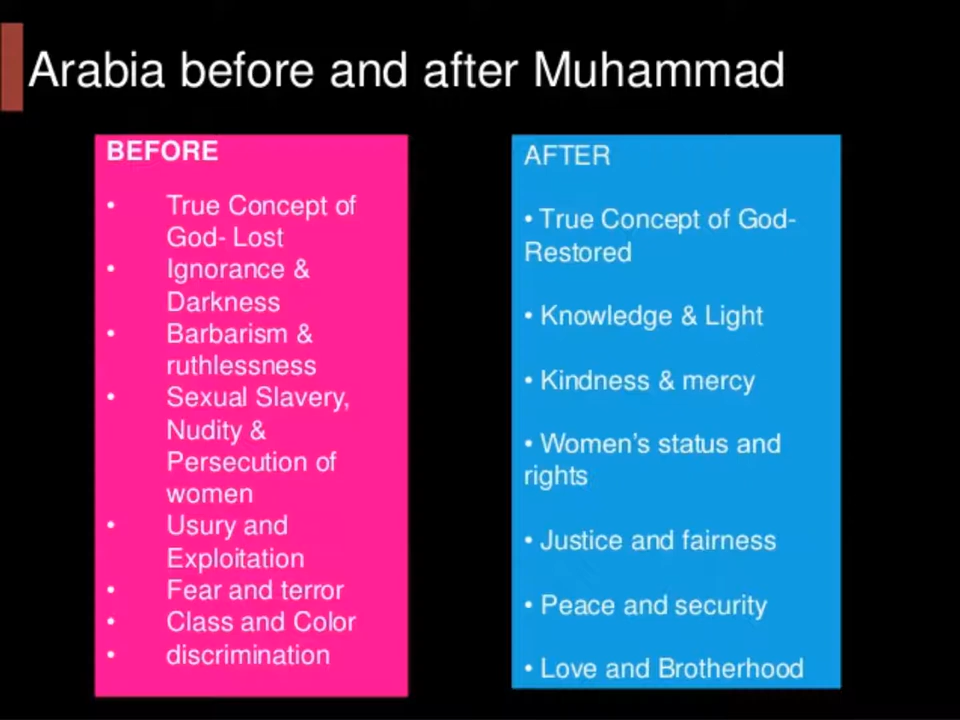 Arabia before and after Muhammad
BEFORE
• True Concept of
God- Lost
• Ignorance &
Darkness
• Barbarism &
ruthlessness
• Sexual Slavery,
Nudity &
Persecution of
women
• Usury and
Exploitation
• Fear and terror
• Class and Color
• discrimination
AFTER
• True Concept of God-
Restored
• Knowledge & Light
• Kindness & mercy
• Women’s status and
rights
• Justice and fairness
• Peace and security
• Love and Brotherhood